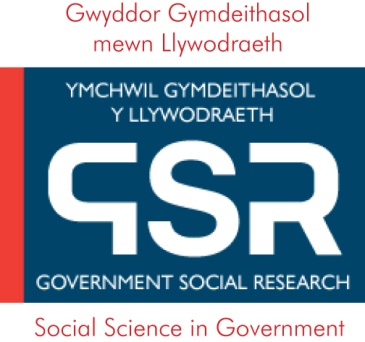 Gwyddor Gymdeithasol
mewn Llywodraeth
YMCHWIL GYMDEITHASOL
Y LLYWODRAETH
GSR
GOVERNMENT SOCIAL RESEARCH
Social Science in Government